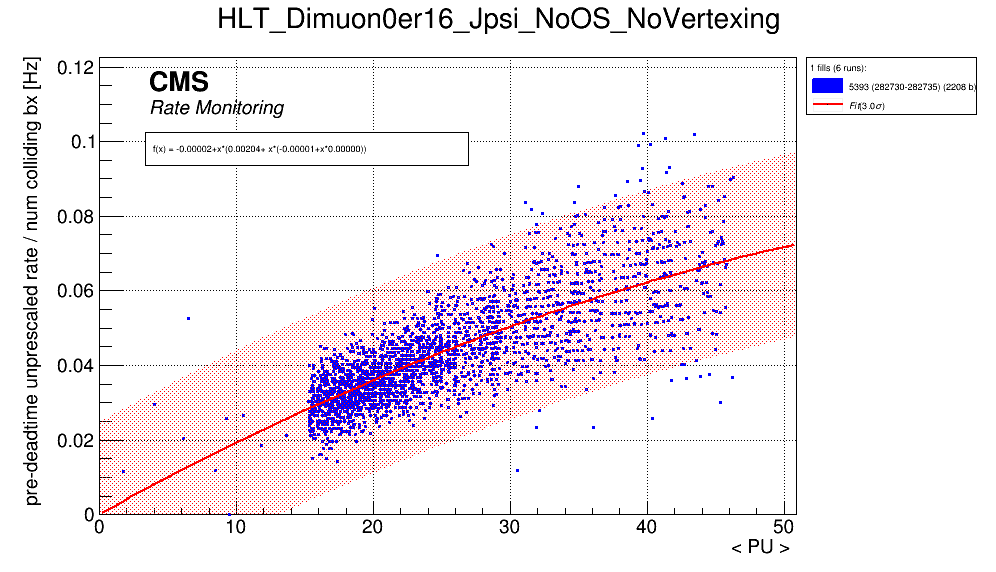 HLT_Dimuon0er16_Jpsi_NoOS_NoVertexing
pre-deadtime unprescaled rate / num colliding bx [Hz]
0.12
0.1
0.08
0.06
0.04
0.02
0
CMS
Rate Monitoring
f(x) = -0.00002+x*(0.00204+ x*(-0.00001+x*0.00000))
1 fills (6 runs):
5393 (282730-282735) (2208 b)
Fit(3.0σ)
0 10 20 30 40 50
< PU >